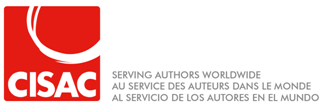 CISAC
SERVING AUTHORS WORLDWIDE
AU SERVICE DES AUTEURS DANS LE MONDE
AL SERVICIO DE LOS AUTORES EN EL MUNDO